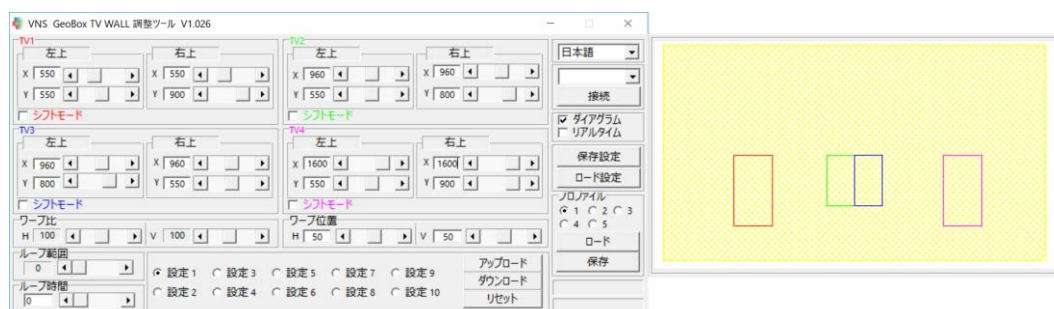 VNS GeoBox TV WALL 調整ツール V1.026
TV1
左上 右上
X 550 X 550
Y 550 Y 900
シフトモード
TV2
左上 右上
X 960 X 960
Y 550 Y 800
シフトモード
TV3
左上 右上
X 960 X 960
Y 800 Y 550
シフトモード
TV4
左上 右上
X 1600 X 1600
Y 550 Y 900
シフトモード
ワープ比
H 100 V 100
ワープ位置
H 50 V 50
ループ範囲
0
ループ時間
0
設定 1 設定 3 設定 5 設定 7 設定 9
設定 2 設定 4 設定 6 設定 8 設定 10
アップロード
ダウンロード
リセット
日本語
接続
ダイアグラム
リアルタイム
保存設定
ロード設定
プロファイル
1 2 3
4 5
ロード
保存